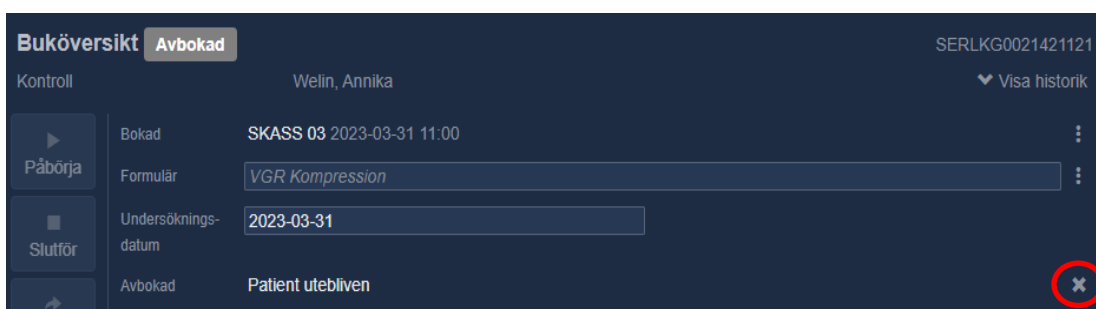 Buköversikt Avbokad SERLKG0021421121
Kontroll Welin, Annika Visa historik
Påbörja
Bokad SKASS 03 2023-03-31 11:00
Formulär VGR Kompression
Slutför
Undersöknings-
datum 2023-03-31
Avbokad Patient utebliven